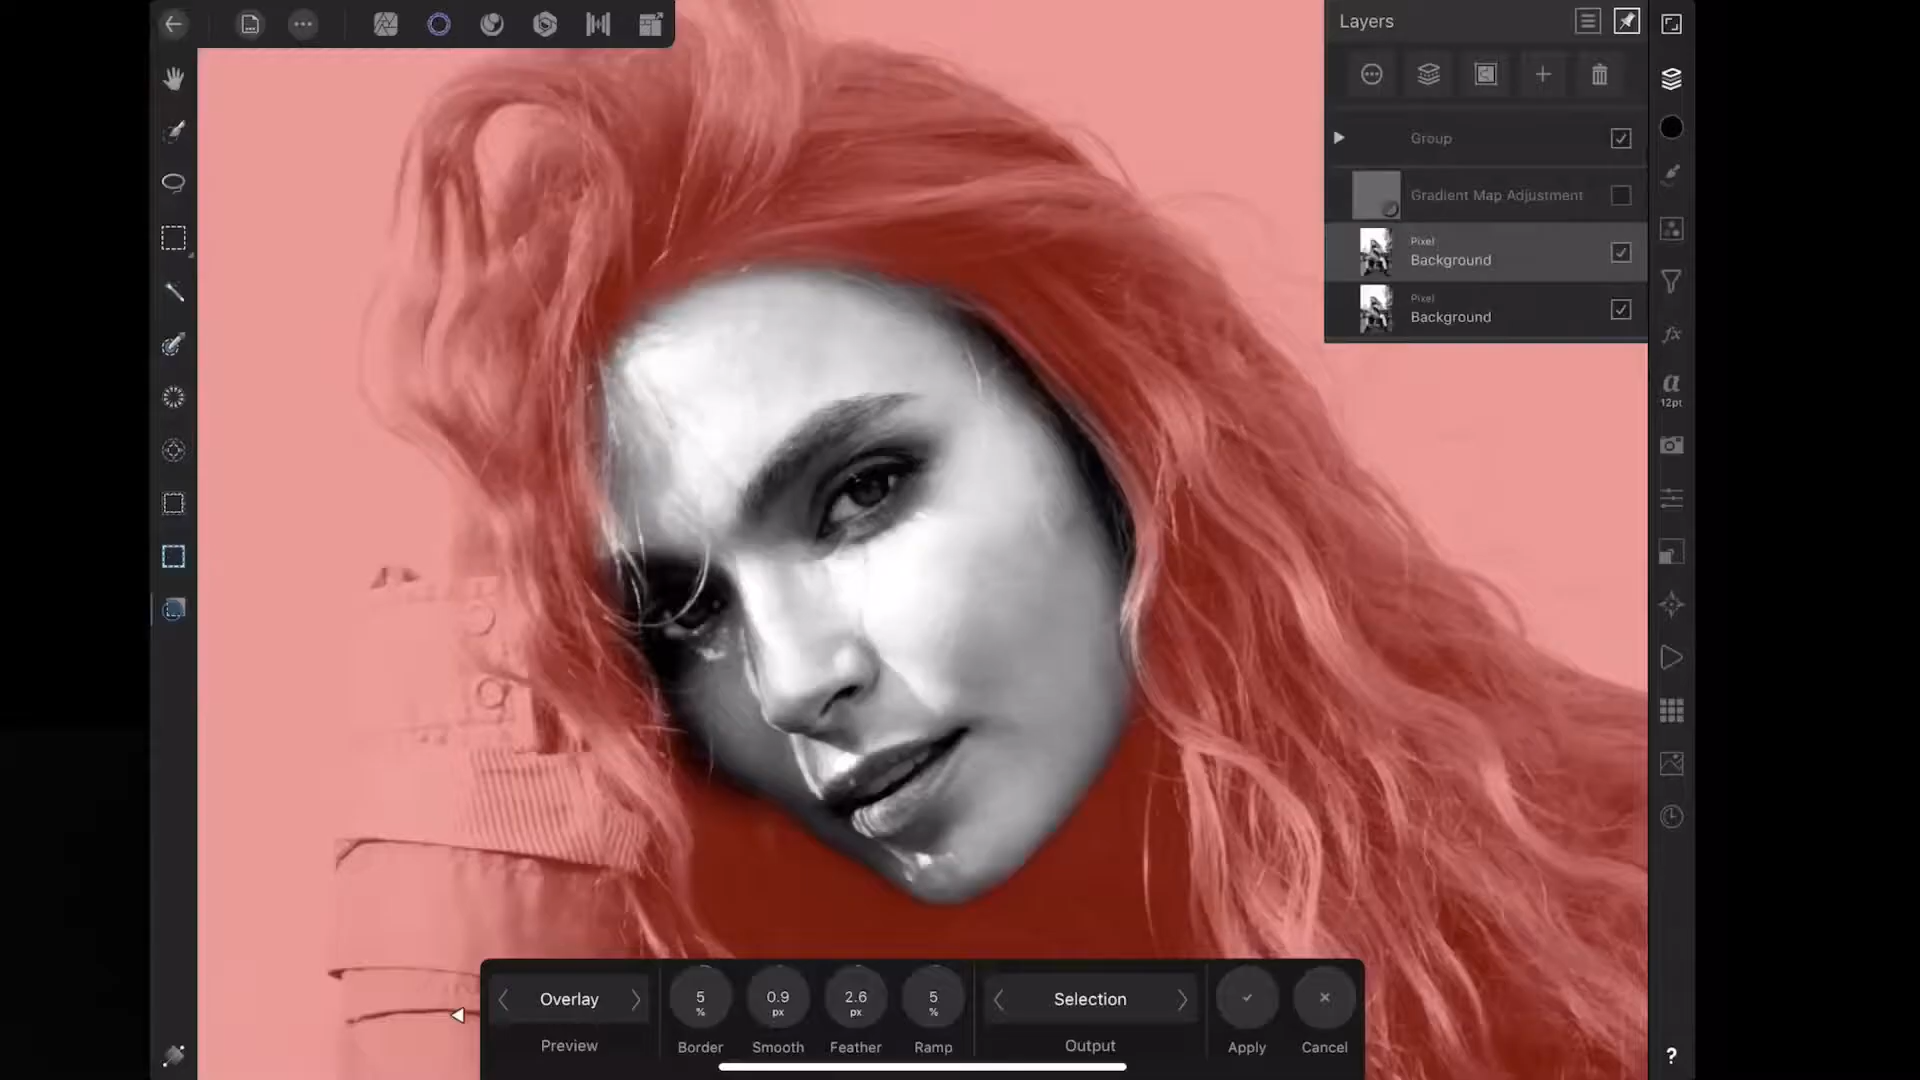 Layers
Group
Gradient Map Adjustment
Pixel
Background
Pixel
Background
a
12pt
Overlay
Preview
5
%
Border
0.9
px
Smooth
2.6
px
Feather
5
%
Ramp
Selection
Output
Apply
Cancel
?